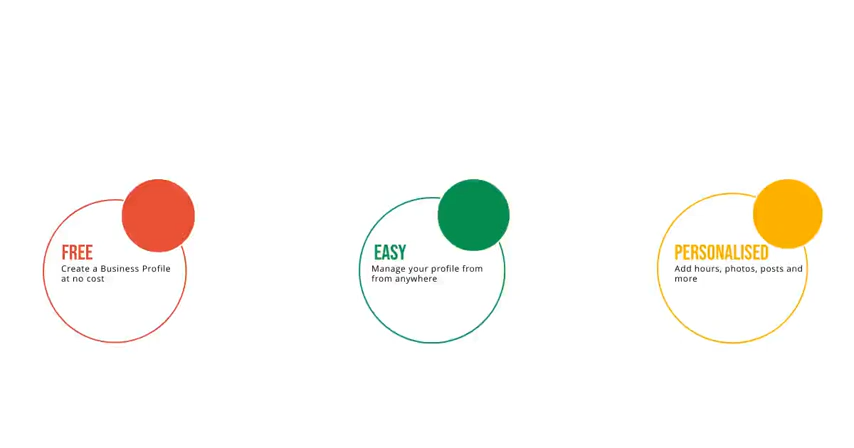 FREE
Create a Business Profile
at no cost
EASY
Manage your profile from
from anywhere
PERSONALISED
Add hours, photos, posts and
more